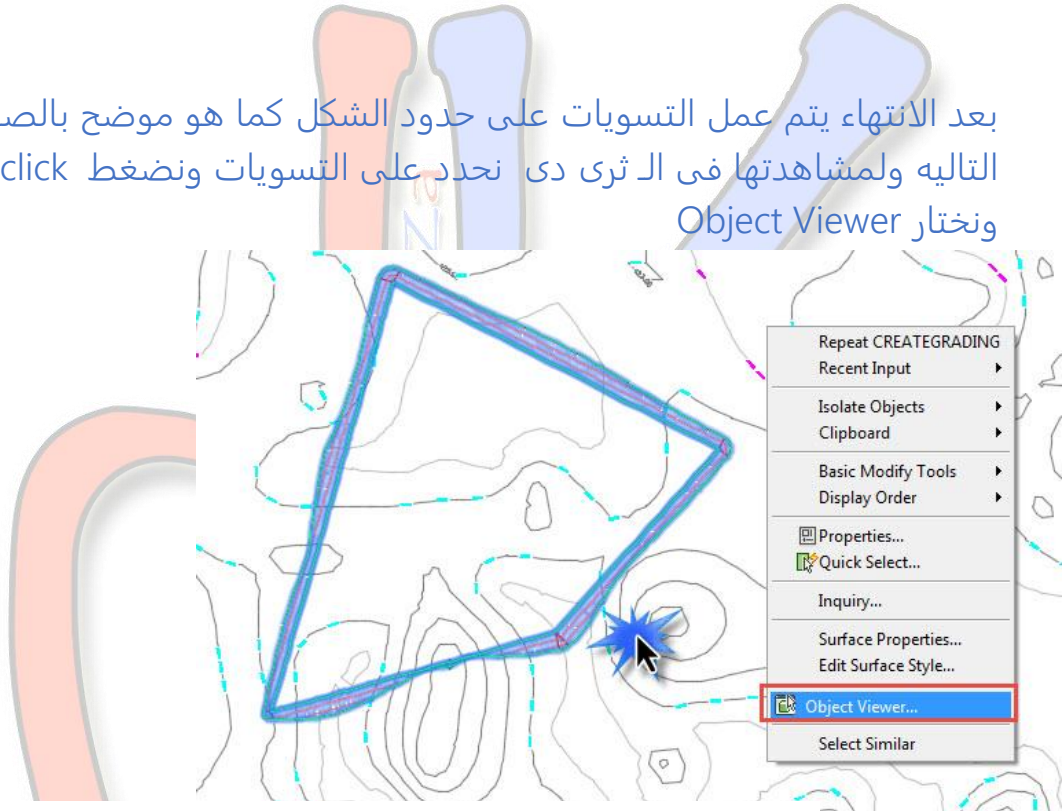 بعد الانتهاء يتم عمل التسويات على حدود الشكل كما هو موضح
التاليه ولمشاهدتها فى الـ ثرى دى نحدد على التسويات ونضغط click
ونختار Object Viewer
Repeat CREATEGRADING
Recent Input
Isolate Objects
Clipboard
Basic Modify Tools
Display Order
Properties...
Quick Select...
Inquiry...
Surface Properties...
Edit Surface Style...
Object Viewer...
Select Similar